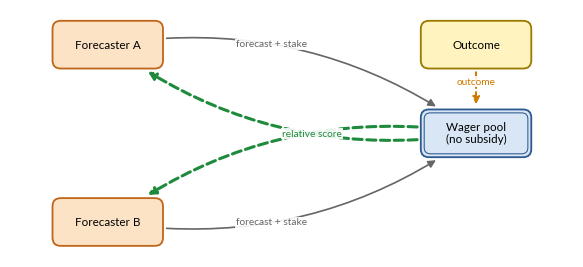 Forecaster A
forecast + stake
Outcome
outcome
Wager pool
(no subsidy)
relative score
Forecaster B
forecast + stake